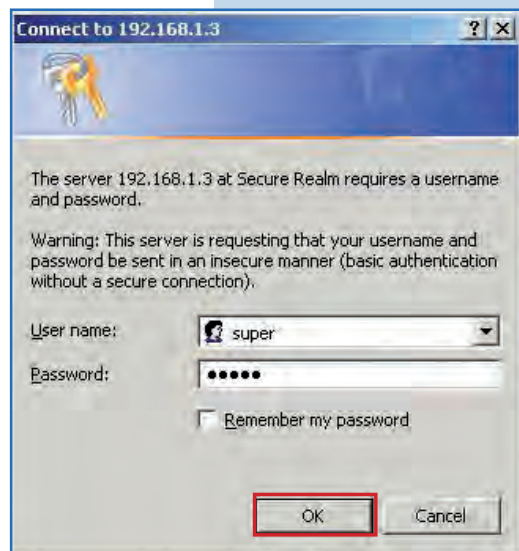 Connect to 192.168.1.3
The server 192.168.1.3 at Secure Realm requires a username
and password.
Warning: This server is requesting that your username and
password be sent in an insecure manner (basic authentication
without a secure connection).
User name:
super
Password:
•••••
Remember my password
OK
Cancel